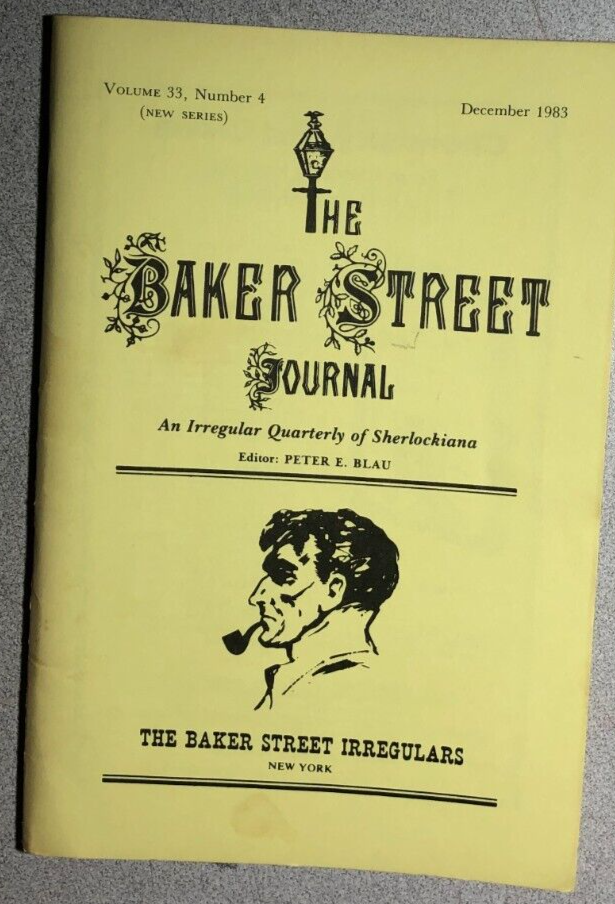 VOLUME 33, Number 4
(NEW SERIES)
December 1983
THE
BAKER STREET
JOURNAL
An Irregular Quarterly of Sherlockiana
Editor: PETER E. BLAU
THE BAKER STREET IRREGULARS
NEW YORK